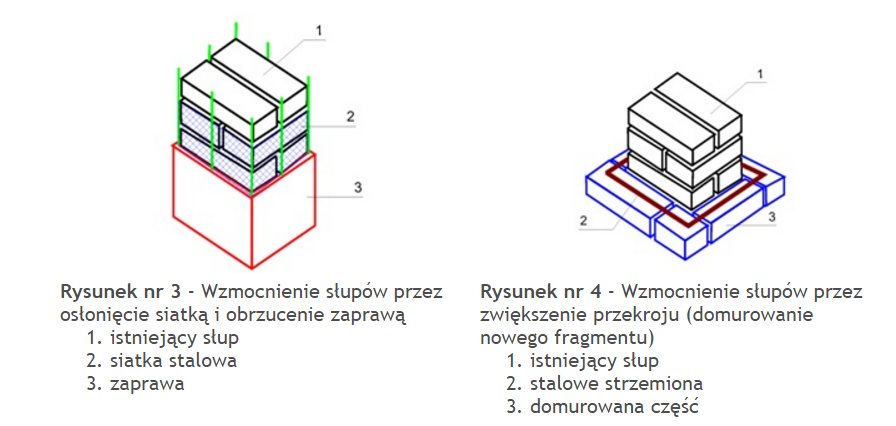 1
2
3
Rysunek nr 3 - Wzmocnienie słupów przez
osłonięcie siatką i obrzucenie zaprawą
1. istniejący słup
2. siatka stalowa
3. zaprawa
1
2
3
Rysunek nr 4 - Wzmocnienie słupów przez
zwiększenie przekroju (domurowanie
nowego fragmentu)
1. istniejący słup
2. stalowe strzemiona
3. domurowana część